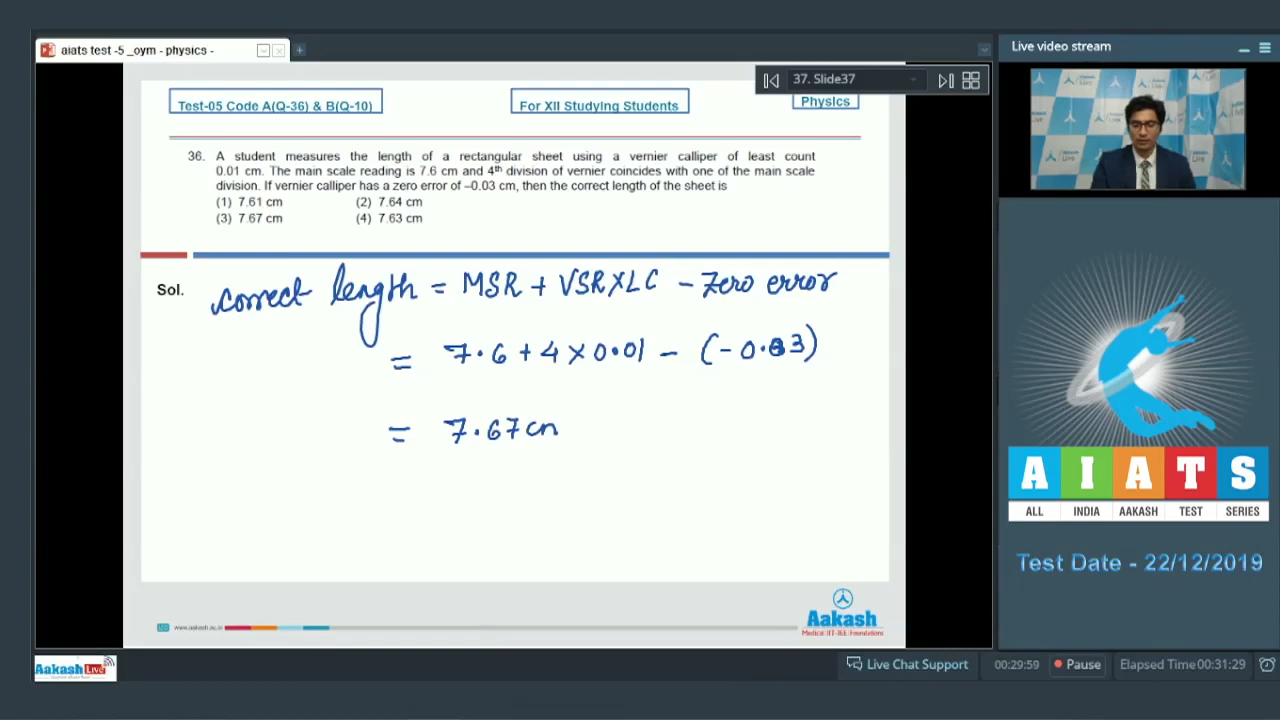 aiats test -5 _oym - physics -
Live video stream
37. Slide37
Test-05 Code A(Q-36) & B(Q-10)
For XII Studying Students
Physics
36. A student measures the length of a rectangular sheet using a vernier calliper of least count
0.01 cm. The main scale reading is 7.6 cm and 4th division of vernier coincides with one of the main scale
division. If vernier calliper has a zero error of –0.03 cm, then the correct length of the sheet is
(1) 7.61 cm (2) 7.64 cm
(3) 7.67 cm (4) 7.63 cm
Sol.
correct length = MSR + VSR X LC - Zero error
= 7.6 + 4 × 0.01 - (-0.03)
= 7.67 cm
A I A T S
ALL INDIA AAKASH TEST SERIES
Test Date - 22/12/2019
www.aakash.ac.in
Aakash
Medical|IIT-JEE|Foundations
Aakash Live
Live Chat Support
00:29:59
Pause
Elapsed Time 00:31:29